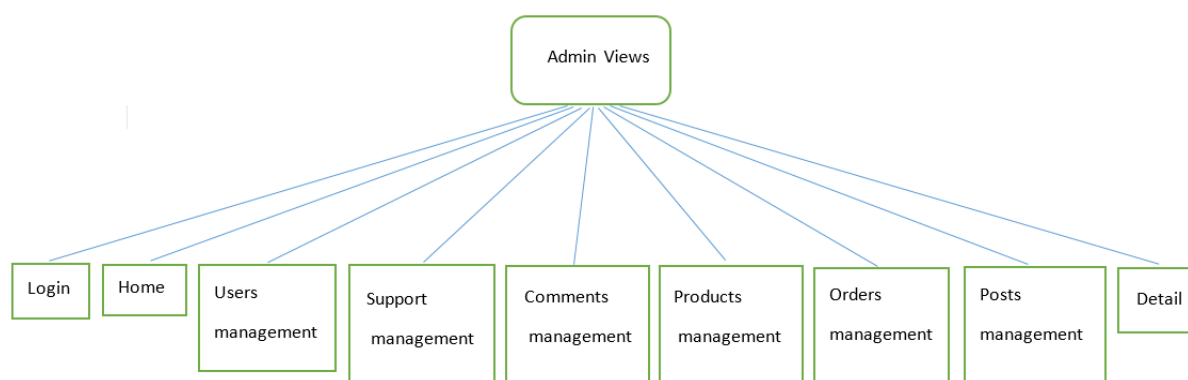 Admin Views
Login
Home
Users
management
Support
management
Comments
management
Products
management
Orders
management
Posts
management
Detail